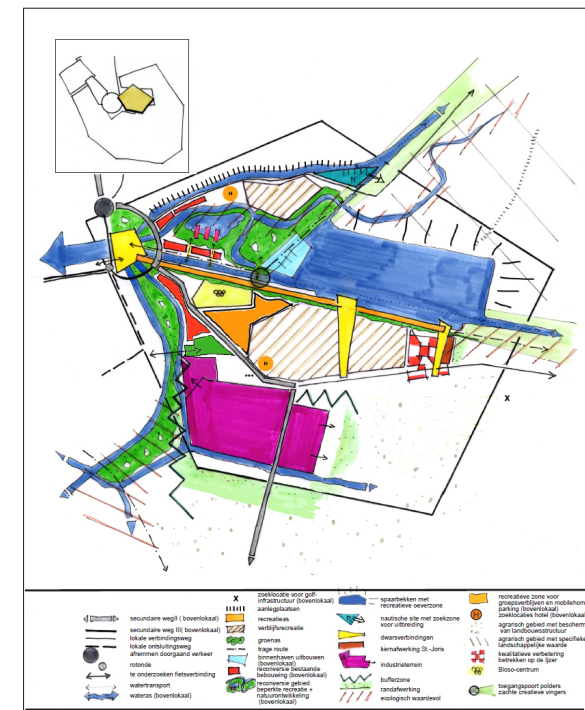 H
N
H
x
secundaire wegII ( bovenlokaal)
secundaire weg III( bovenlokaal)
lokale verbindingsweg
lokale ontsluitingsweg
afremmen doorgaand verkeer
rotonde
te onderzoeken fietsverbinding
watertransport
wateras (bovenlokaal)
X
zoeklocatie voor golf-
infrastructuur (bovenlokaal)
aanlegplaatsen
recreatieas
verblijfsrecreatie
groenas
trage route
binnenhaven uitbouwen
(bovenlokaal)
reconversie bestaande
bebouwing (bovenlokaal)
reconversie gebied
beperkte recreatie +
natuurontwikkeling
(bovenlokaal)
spaarbekken met
recreatieve oeverzone
nautische site met zoekzone
voor uitbreiding
dwarsverbindingen
kernafwerking St.-Joris
industrieterrein
bufferzone
randafwerking
ecologisch waardevol
recreatieve zone voor
groepsverblijven en mobilehom
parking (bovenlokaal)
H
zoeklocaties hotel (bovenlokaal
agrarisch gebied met bescherm
van landbouwstructuur
agrarisch gebied met specifieke
landschappelijke waarde
kwalitatieve verbetering
betrekken op de ijzer
Bloso-centrum
toegangspoort polders
zachte creatieve vingers